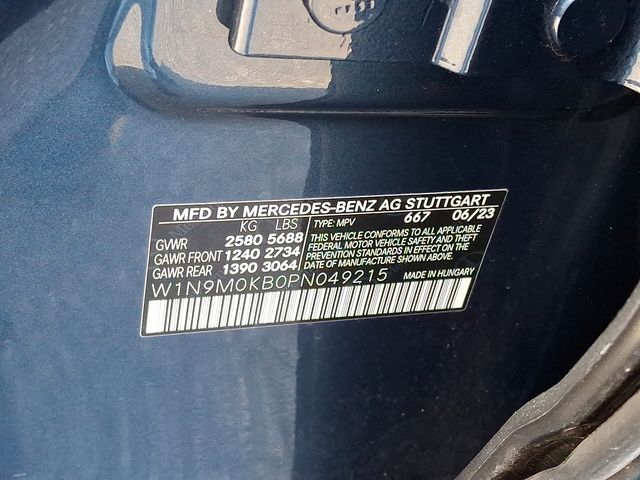 MFD BY MERCEDES-BENZ AG STUTTGART
KG LBS TYPE: MPV 667 06/23
GVWR 2580 5688
GAWR FRONT 1240 2734
GAWR REAR 1390 3064
THIS VEHICLE CONFORMS TO ALL APPLICABLE
FEDERAL MOTOR VEHICLE SAFETY AND THEFT
PREVENTION STANDARDS IN EFFECT ON THE
DATE OF MANUFACTURE SHOWN ABOVE.
W1N9M0KB0PN049215 MADE IN HUNGARY